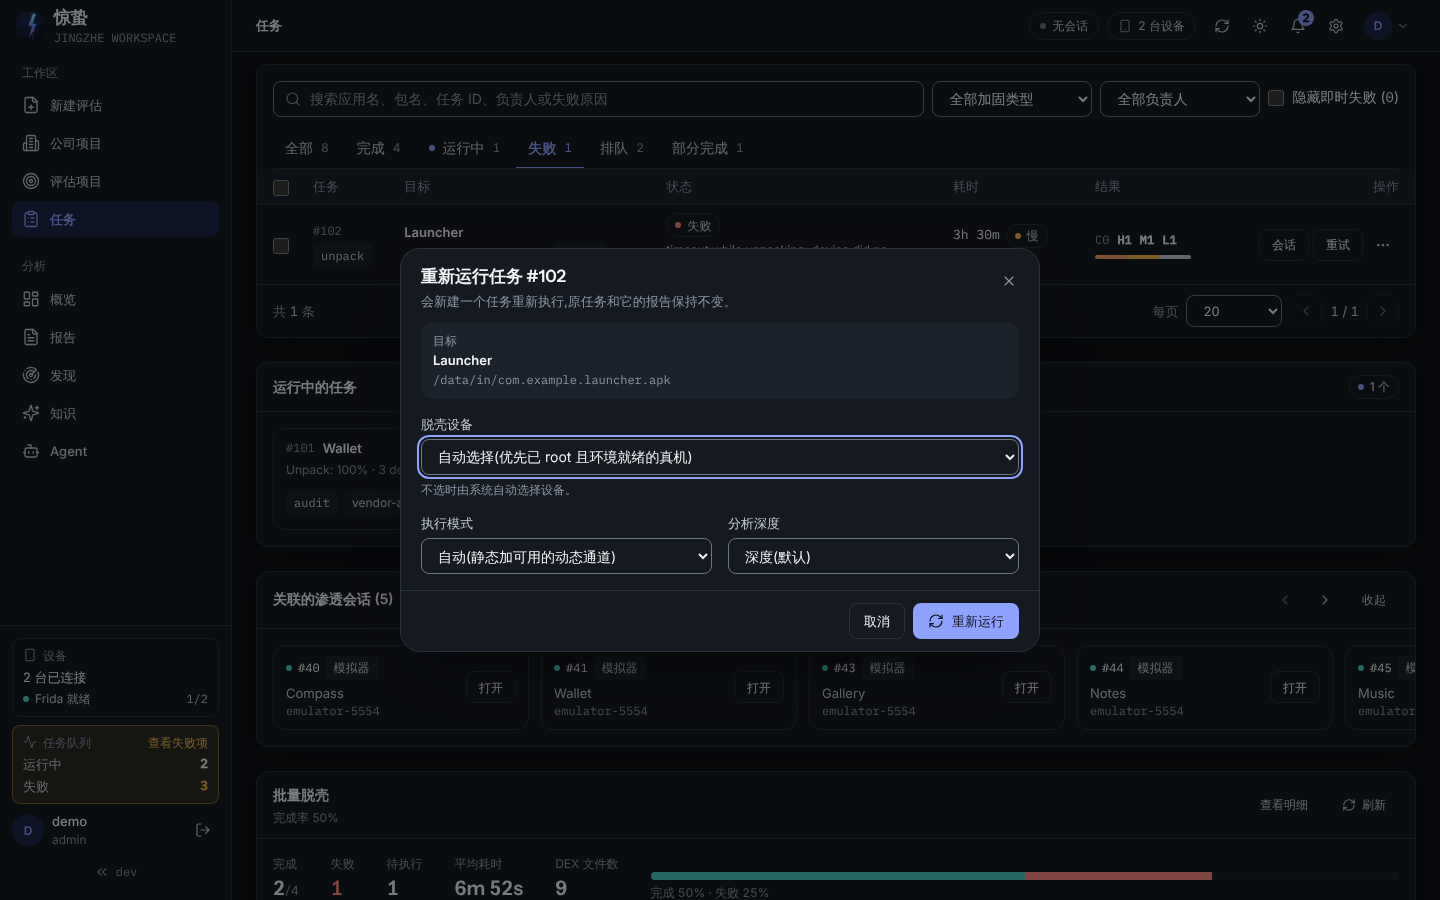 惊蛰
JINGZHE WORKSPACE
工作区
新建评估
公司项目
评估项目
任务
分析
概览
报告
发现
知识
Agent
设备
2 台已连接
Frida 就绪 1/2
任务队列 查看失败项
运行中 2
失败 3
D demo
admin
dev
任务
无会话
2 台设备
2
D
搜索应用名、包名、任务 ID、负责人或失败原因
全部加固类型
全部负责人
隐藏即时失败 (0)
全部 8 完成 4 运行中 1 失败 1 排队 2 部分完成 1
任务 目标 状态 耗时 结果 操作
#102
unpack
Launcher
失败
3h 30m 慢
C0 H1 M1 L1
会话 重试
共 1 条
每页 20 1 / 1
运行中的任务
1 个
#101 Wallet
Unpack: 100% · 3 de
audit vendor-a
重新运行任务 #102
会新建一个任务重新执行,原任务和它的报告保持不变。
目标
Launcher
/data/in/com.example.launcher.apk
脱壳设备
自动选择(优先已 root 且环境就绪的真机)
不选时由系统自动选择设备。
执行模式
自动(静态加可用的动态通道)
分析深度
深度(默认)
取消 重新运行
关联的渗透会话 (5)
收起
#40 模拟器
Compass
emulator-5554
打开
#41 模拟器
Wallet
emulator-5554
打开
#43 模拟器
Gallery
emulator-5554
打开
#44 模拟器
Notes
emulator-5554
打开
#45
Music
emulator
批量脱壳
完成率 50%
查看明细 刷新
完成 失败 待执行 平均耗时 DEX 文件数
2/4 1 1 6m 52s 9
完成 50% · 失败 25%